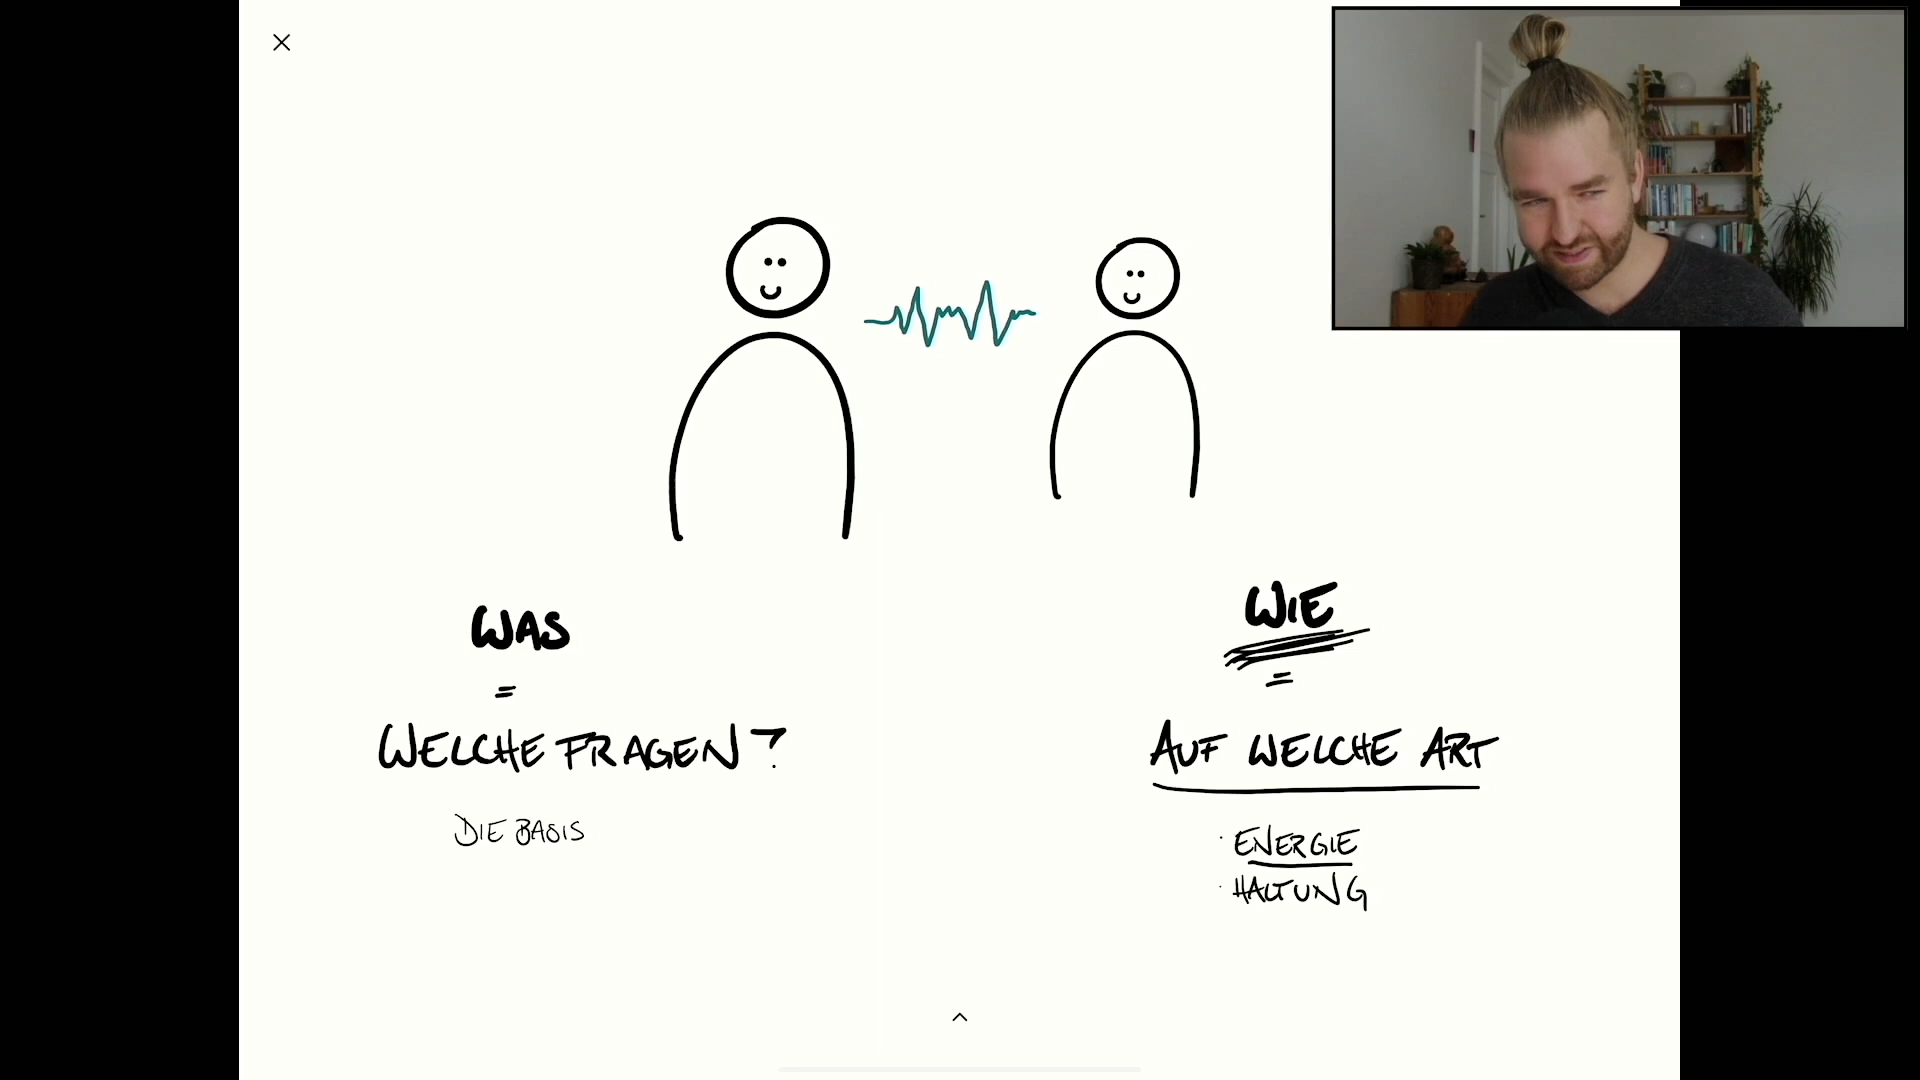 WAS
=
WELCHE FRAGEN?
DIE BASIS
WIE
=
AUF WELCHE ART
· ENERGIE
· HALTUNG